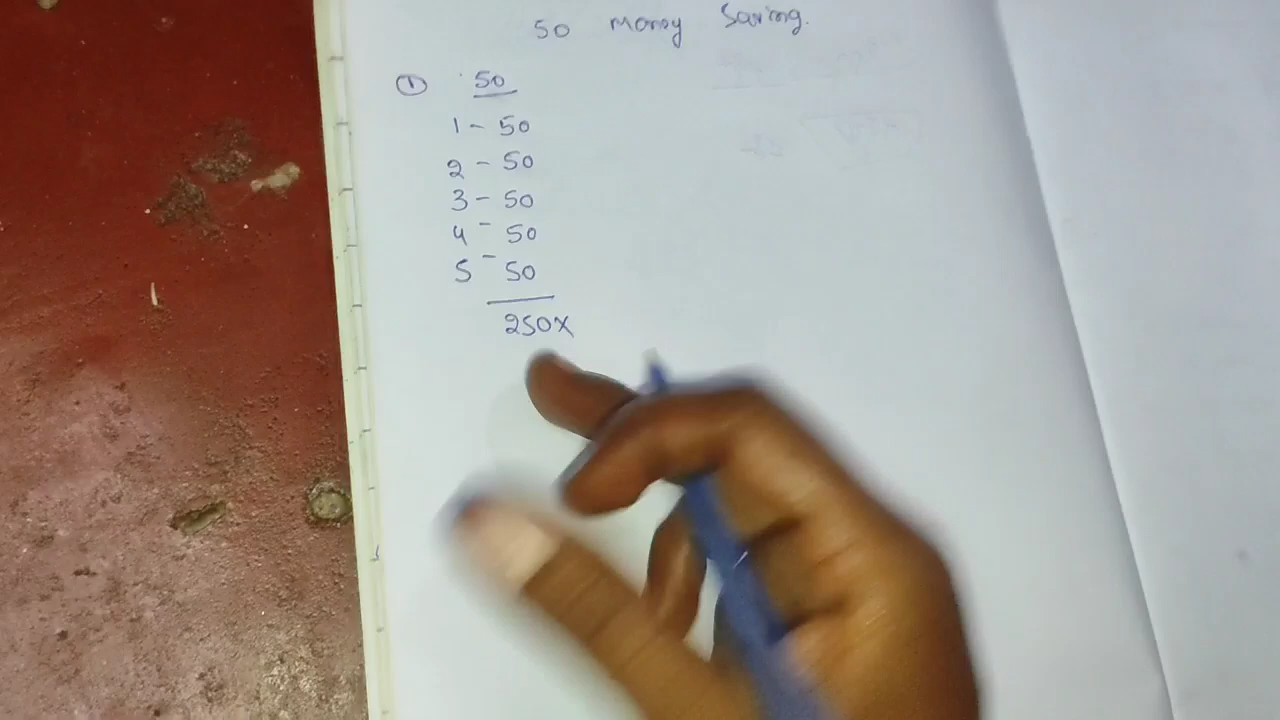 50 Money Saving.
① 50
1 - 50
2 - 50
3 - 50
4 - 50
5 - 50
250x